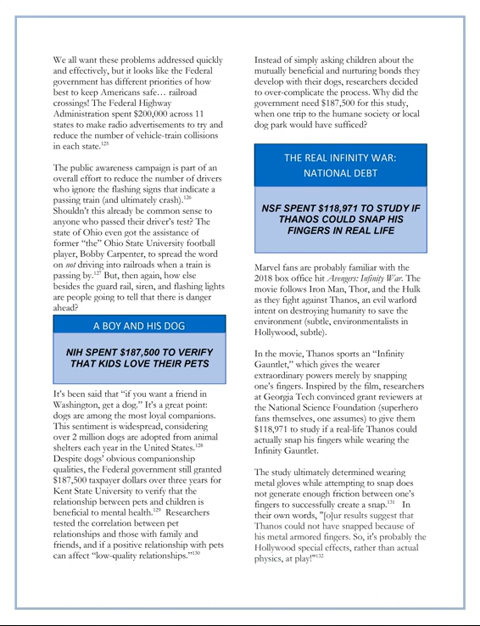 We all want these problems addressed quickly
and effectively, but it looks like the Federal
government has different priorities of how
best to keep Americans safe… railroad
crossings! The Federal Highway
Administration spent $200,000 across 11
states to make radio advertisements to try and
reduce the number of vehicle-train collisions
in each state.125
The public awareness campaign is part of an
overall effort to reduce the number of drivers
who ignore the flashing signs that indicate a
passing train (and ultimately crash).126
Shouldn't this already be common sense to
anyone who passed their driver's test? The
state of Ohio even got the assistance of
former "the" Ohio State University football
player, Bobby Carpenter, to spread the word
on not driving into railroads when a train is
passing by.127 But, then again, how else
besides the guard rail, siren, and flashing lights
are people going to tell that there is danger
ahead?
A BOY AND HIS DOG
NIH SPENT $187,500 TO VERIFY
THAT KIDS LOVE THEIR PETS
It's been said that "if you want a friend in
Washington, get a dog." It's a great point:
dogs are among the most loyal companions.
This sentiment is widespread, considering
over 2 million dogs are adopted from animal
shelters each year in the United States.128
Despite dogs' obvious companionship
qualities, the Federal government still granted
$187,500 taxpayer dollars over three years for
Kent State University to verify that the
relationship between pets and children is
beneficial to mental health.129 Researchers
tested the correlation between pet
relationships and those with family and
friends, and if a positive relationship with pets
can affect "low-quality relationships."130
Instead of simply asking children about the
mutually beneficial and nurturing bonds they
develop with their dogs, researchers decided
to over-complicate the process. Why did the
government need $187,500 for this study,
when one trip to the humane society or local
dog park would have sufficed?
THE REAL INFINITY WAR:
NATIONAL DEBT
NSF SPENT $118,971 TO STUDY IF
THANOS COULD SNAP HIS
FINGERS IN REAL LIFE
Marvel fans are probably familiar with the
2018 box office hit Avengers: Infinity War. The
movie follows Iron Man, Thor, and the Hulk
as they fight against Thanos, an evil warlord
intent on destroying humanity to save the
environment (subtle, environmentalists in
Hollywood, subtle).
In the movie, Thanos sports an "Infinity
Gauntlet," which gives the wearer
extraordinary powers merely by snapping
one's fingers. Inspired by the film, researchers
at Georgia Tech convinced grant reviewers at
the National Science Foundation (superhero
fans themselves, one assumes) to give them
$118,971 to study if a real-life Thanos could
actually snap his fingers while wearing the
Infinity Gauntlet.
The study ultimately determined wearing
metal gloves while attempting to snap does
not generate enough friction between one's
fingers to successfully create a snap.131 In
their own words, "[o]ur results suggest that
Thanos could not have snapped because of
his metal armored fingers. So, it's probably the
Hollywood special effects, rather than actual
physics, at play!"132